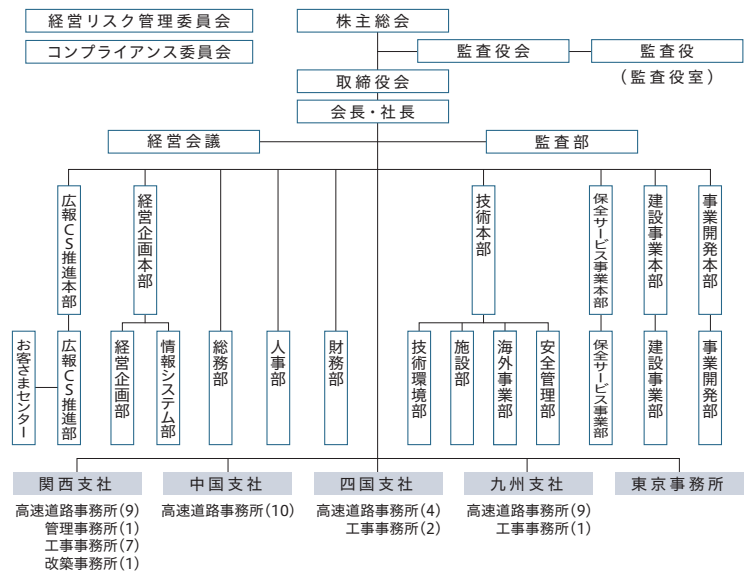 経営リスク管理委員会
コンプライアンス委員会
株主総会
監査役会
監査役
（監査役室）
取締役会
会長・社長
経営会議
監査部
広報CS推進本部
経営企画本部
技術本部
保全サービス事業本部
建設事業本部
事業開発本部
お客さまセンター
広報CS推進部
経営企画部
情報システム部
総務部
人事部
財務部
技術環境部
施設部
海外事業部
安全管理部
保全サービス事業部
建設事業部
事業開発部
関西支社
高速道路事務所(9)
管理事務所(1)
工事事務所(7)
改築事務所(1)
中国支社
高速道路事務所(10)
四国支社
高速道路事務所(4)
工事事務所(2)
九州支社
高速道路事務所(9)
工事事務所(1)
東京事務所